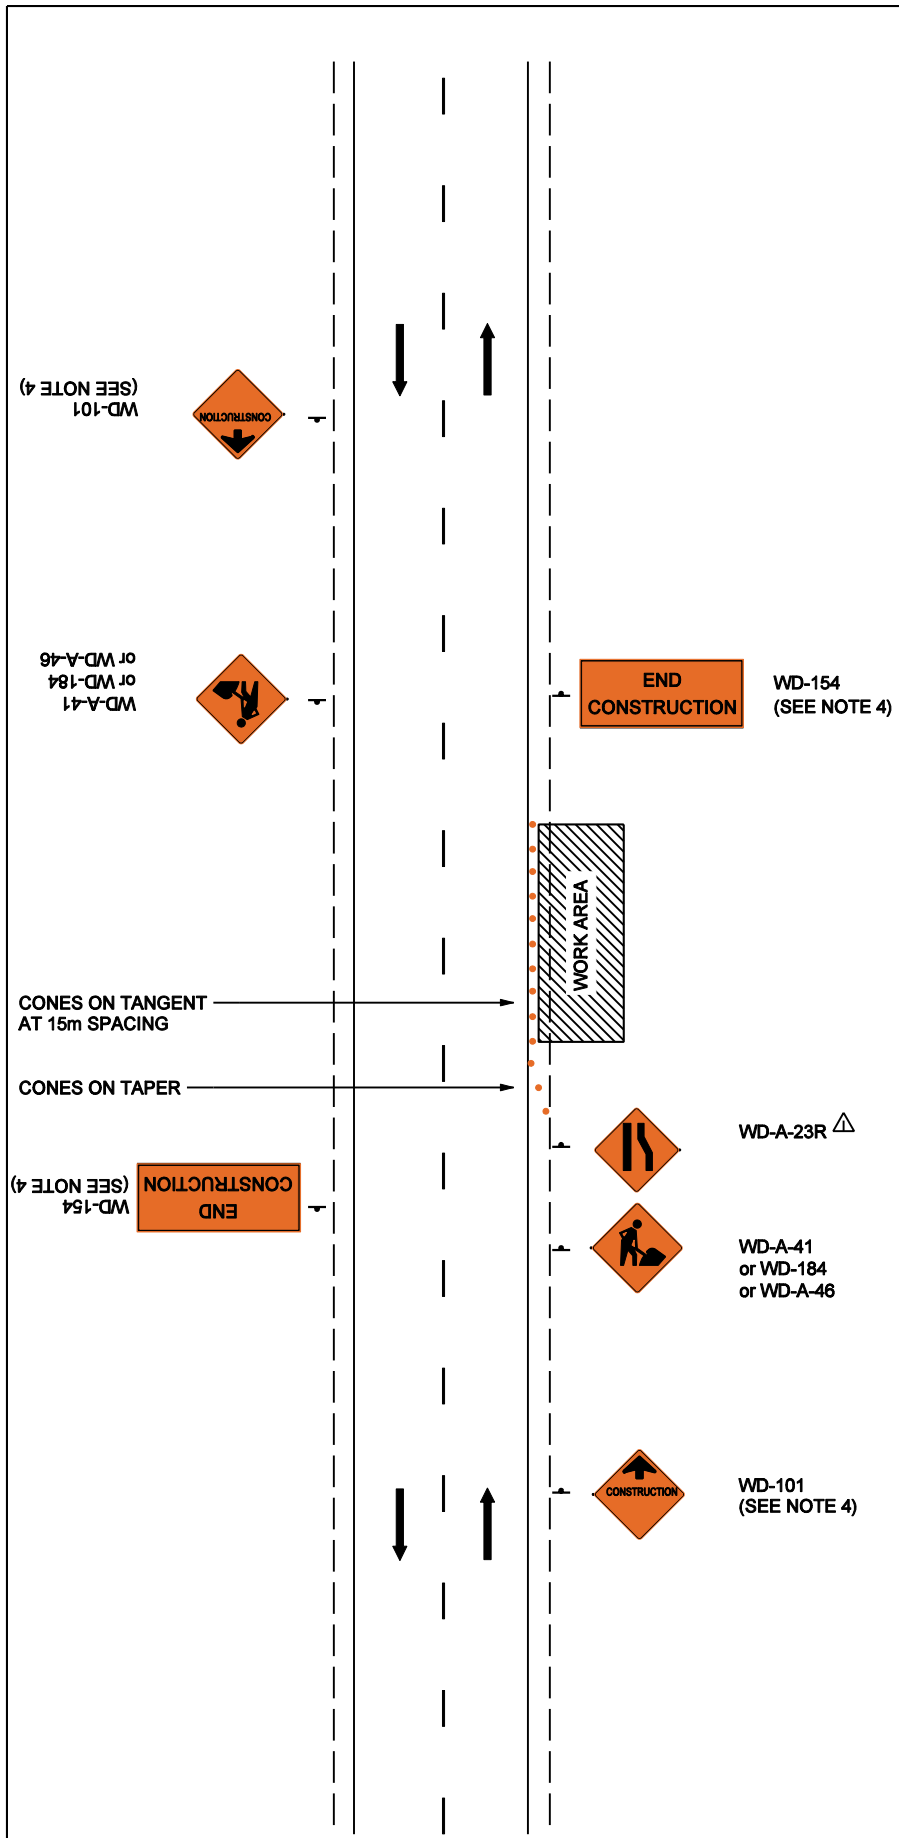 WD-101
(SEE NOTE 4)
CONSTRUCTION
WD-A-41
or WD-184
or WD-A-46
END
CONSTRUCTION
WD-154
(SEE NOTE 4)
WORK AREA
CONES ON TANGENT
AT 15m SPACING
CONES ON TAPER
WD-A-23R
WD-154
(SEE NOTE 4)
END
CONSTRUCTION
WD-A-41
or WD-184
or WD-A-46
CONSTRUCTION
WD-101
(SEE NOTE 4)